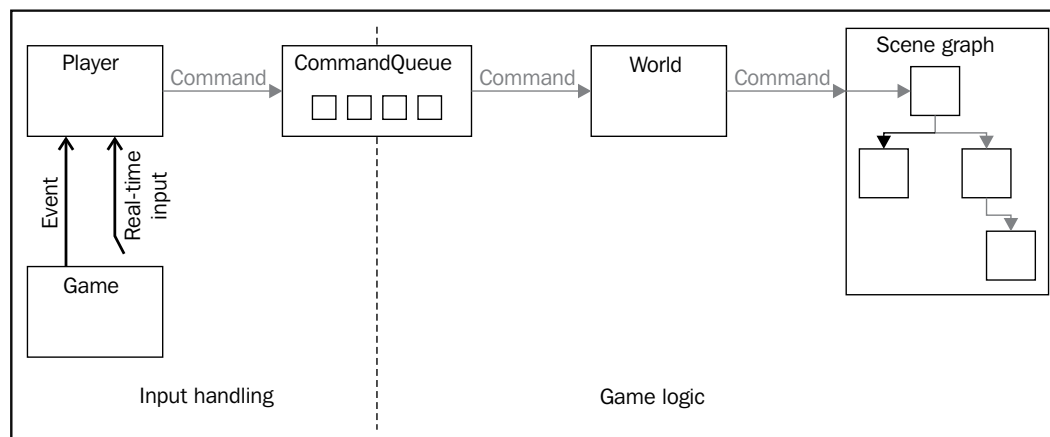 Player
Command
CommandQueue
Command
World
Command
Scene graph
Event
Real-time
input
Game
Input handling
Game logic